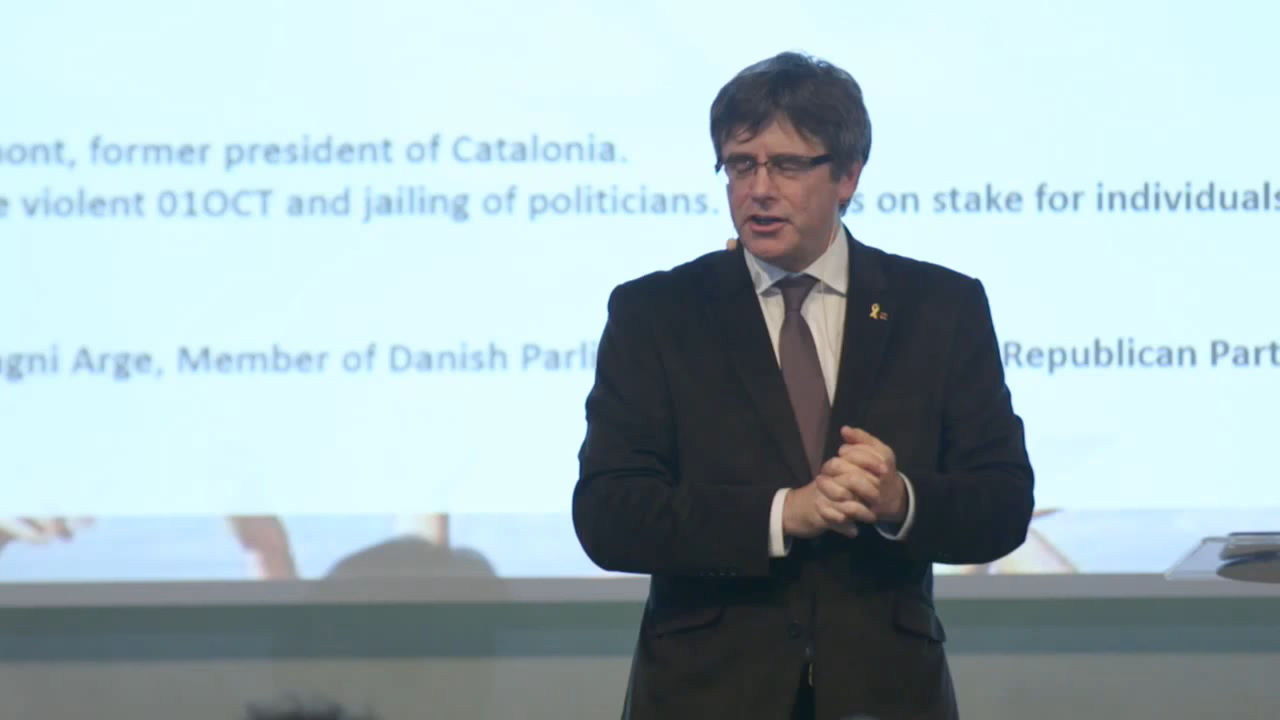 mont, former president of Catalonia.
e violent 01OCT and jailing of politicians. s on stake for individuals
gni Arge, Member of Danish Parli Republican Part